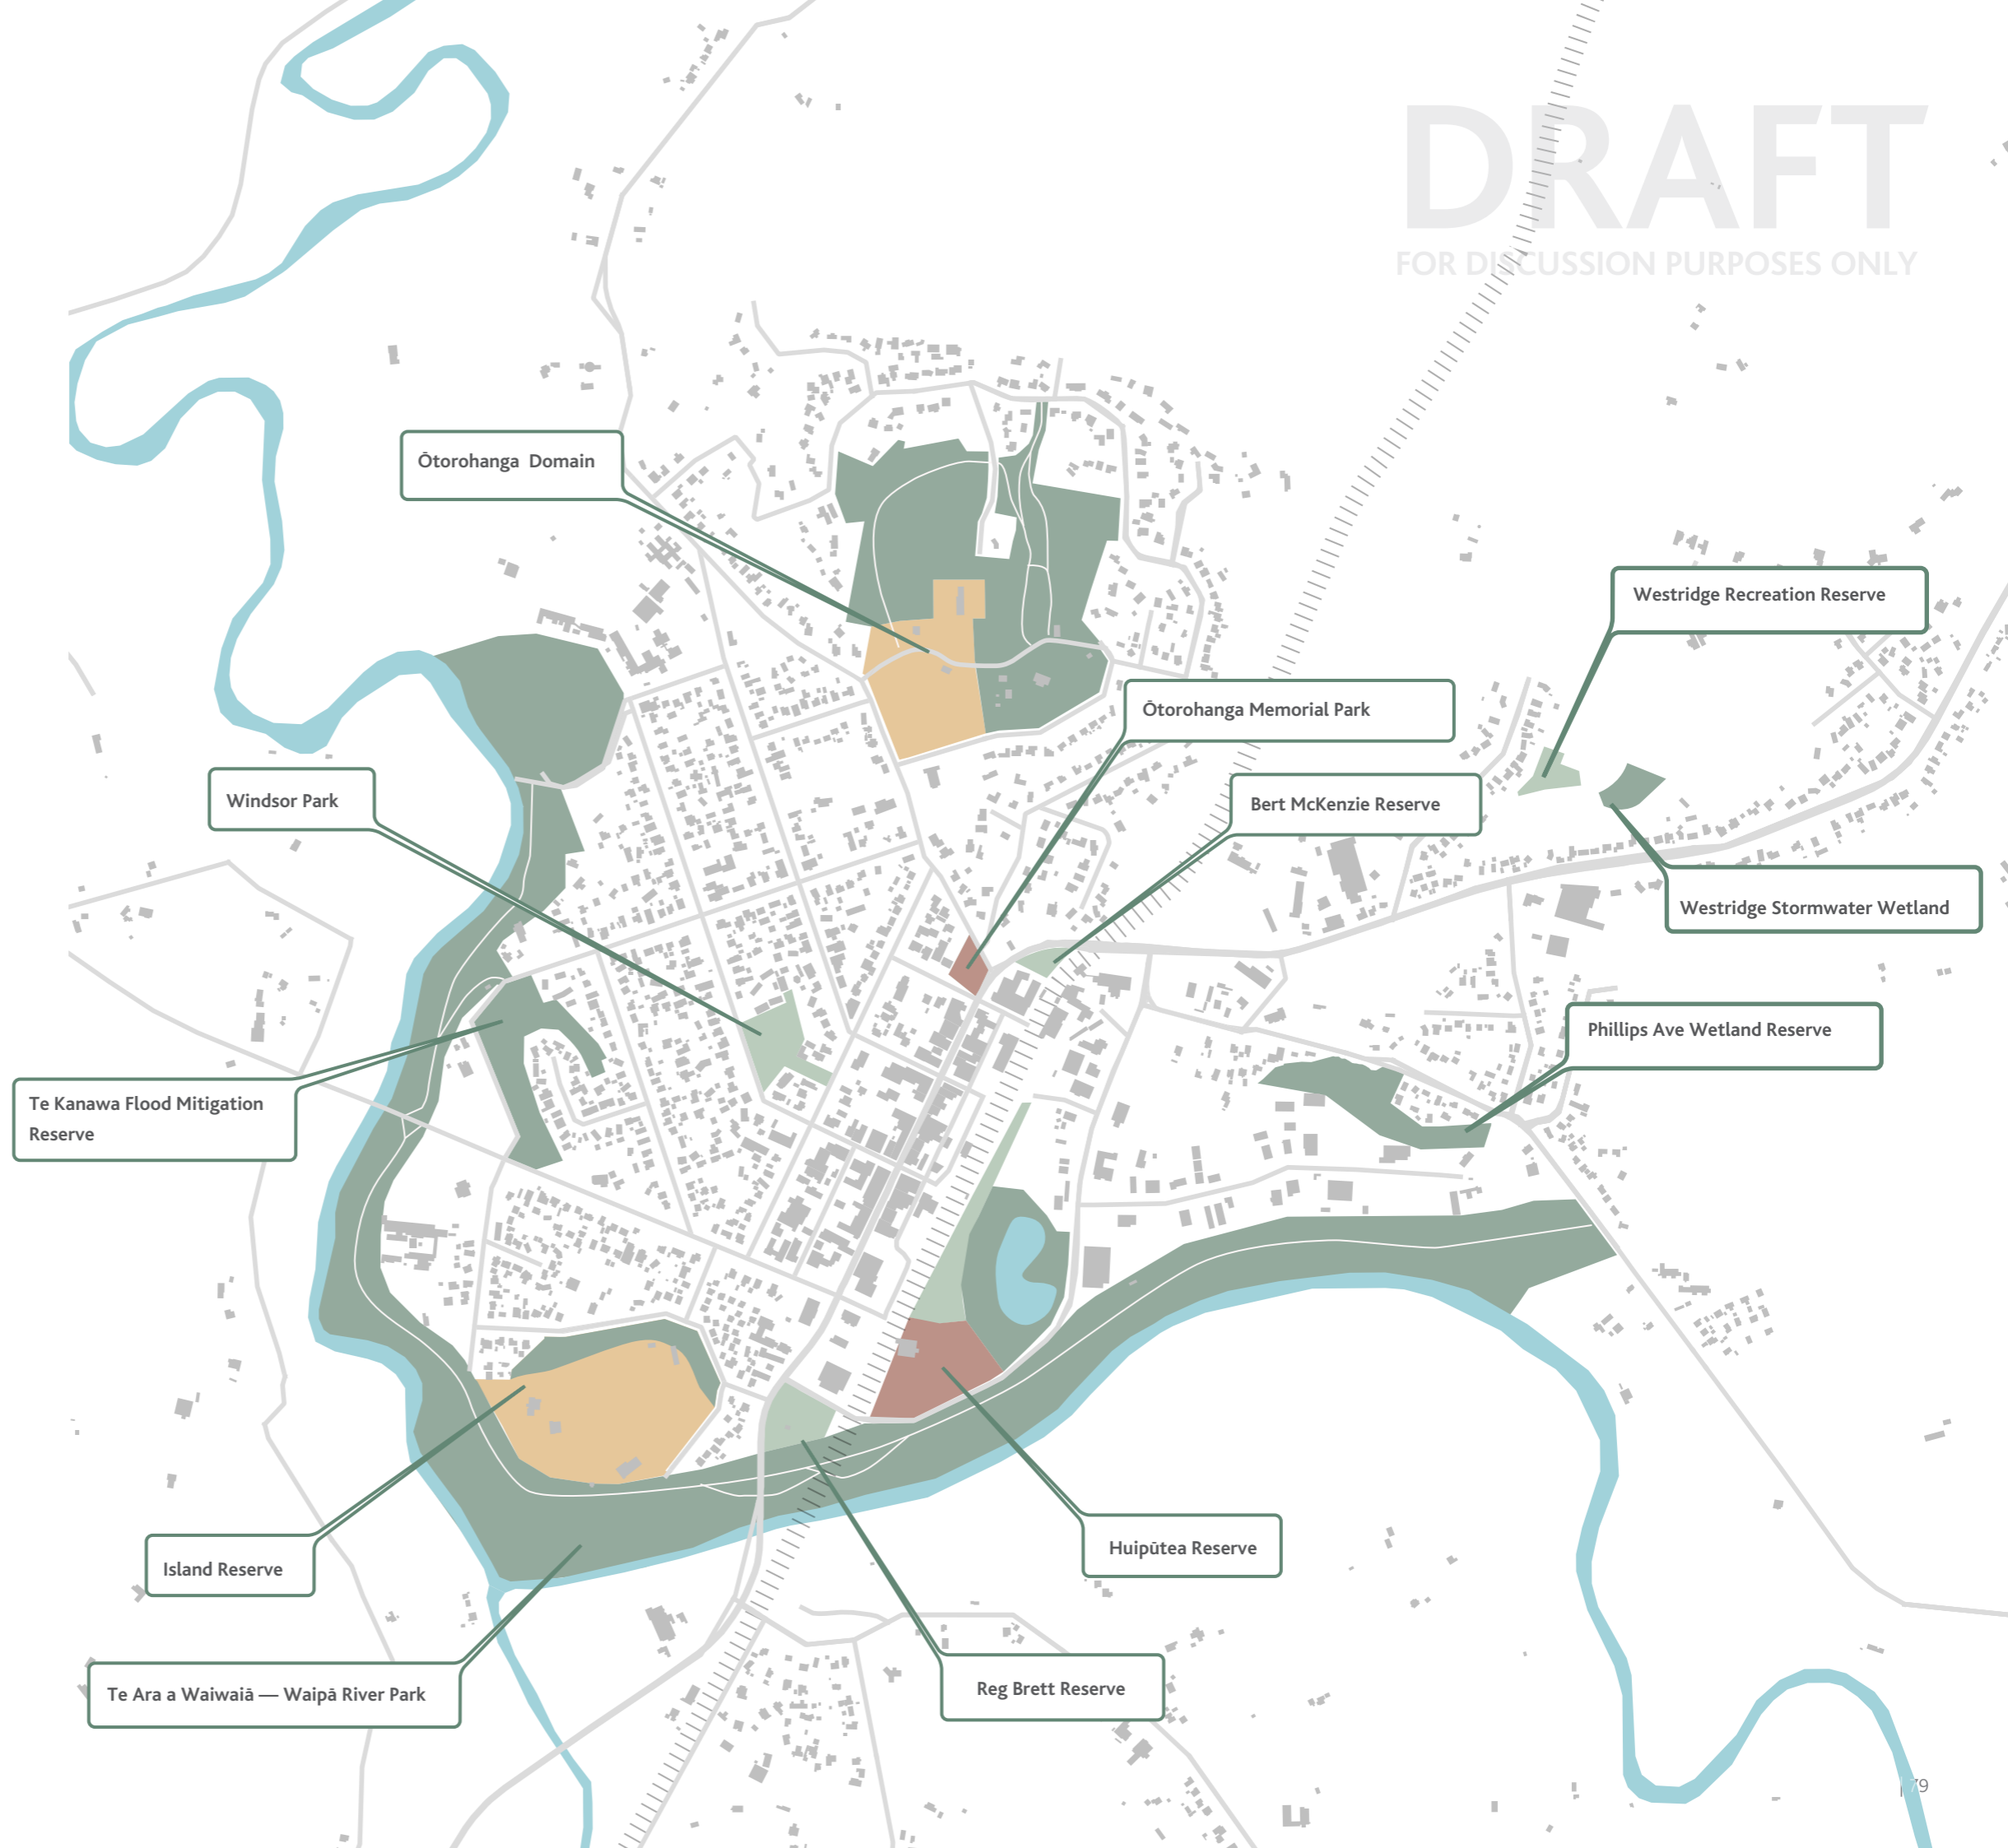 DRAFT
FOR DISCUSSION PURPOSES ONLY
Ōtorohanga Domain
Westridge Recreation Reserve
Ōtorohanga Memorial Park
Windsor Park
Bert McKenzie Reserve
Westridge Stormwater Wetland
Phillips Ave Wetland Reserve
Te Kanawa Flood Mitigation
Reserve
Island Reserve
Huipūtea Reserve
Te Ara a Waiwaiā — Waipā River Park
Reg Brett Reserve
| 79